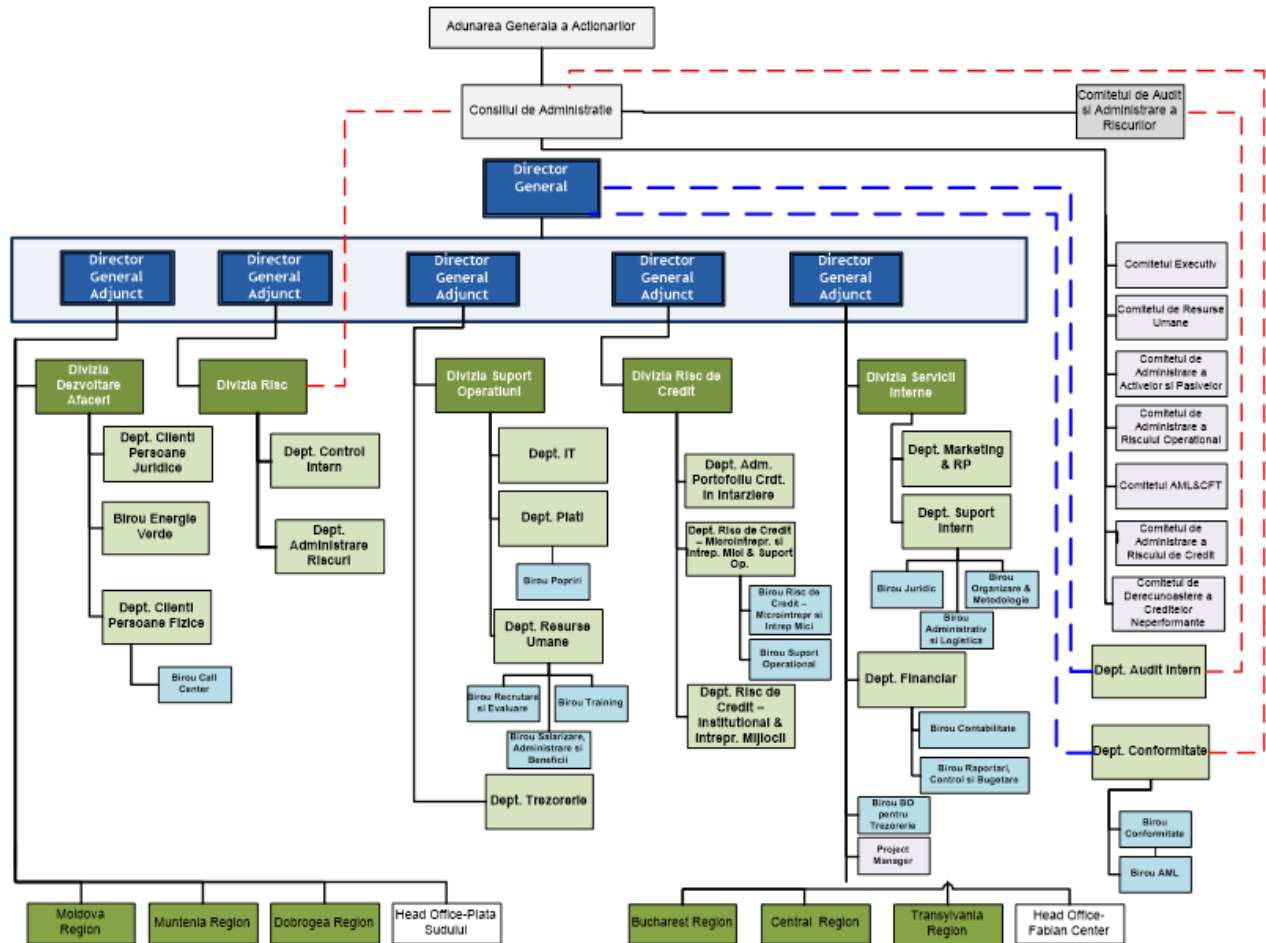 Adunarea Generala a Actionarilor
Consiliul de Administratie
Comitetul de Audit
si Administrare a
Riscurilor
Director
General
Director
General
Adjunct
Director
General
Adjunct
Director
General
Adjunct
Director
General
Adjunct
Director
General
Adjunct
Comitetul Executiv
Comitetul de Resurse
Umane
Comitetul de
Administrare a
Activelor si Pasivelor
Comitetul de
Administrare a
Riscului Operational
Comitetul AML&CFT
Comitetul de
Administrare a
Riscului de Credit
Comitetul de
Derecunoastere a
Creditelor
Neperformante
Divizia
Dezvoltare
Afaceri
Dept. Clienti
Persoane
Juridice
Birou Energie
Verde
Dept. Clienti
Persoane Fizice
Birou Call
Center
Divizia Risc
Dept. Control
Intern
Dept.
Administrare
Riscuri
Divizia Suport
Operatiuni
Dept. IT
Dept. Plati
Birou Popriri
Dept. Resurse
Umane
Birou Recrutare
si Evaluare
Birou Training
Birou Salarizare,
Administrare si
Beneficii
Dept. Trezorerie
Divizia Risc de
Credit
Dept. Adm.
Portofoliu Crdt.
in Intarziere
Dept. Risc de Credit
– Microintrepr. si
Intrep. Mici & Suport
Op.
Birou Risc de
Credit –
Microintrepr si
Intrep Mici
Birou Suport
Operational
Dept. Risc de
Credit –
Institutional &
Intrepr. Mijlocii
Divizia Servicii
Interne
Dept. Marketing
& RP
Dept. Suport
Intern
Birou Juridic
Birou
Organizare &
Metodologie
Birou
Administrativ
si Logistica
Dept. Financiar
Birou Contabilitate
Birou Raportari,
Control si Bugetare
Birou BO
pentru
Trezorerie
Project
Manager
Dept. Audit Intern
Dept. Conformitate
Birou
Conformitate
Birou AML
Moldova
Region
Muntenia Region
Dobrogea Region
Head Office-Piata
Sudului
Bucharest Region
Central Region
Transylvania
Region
Head Office-
Fabian Center